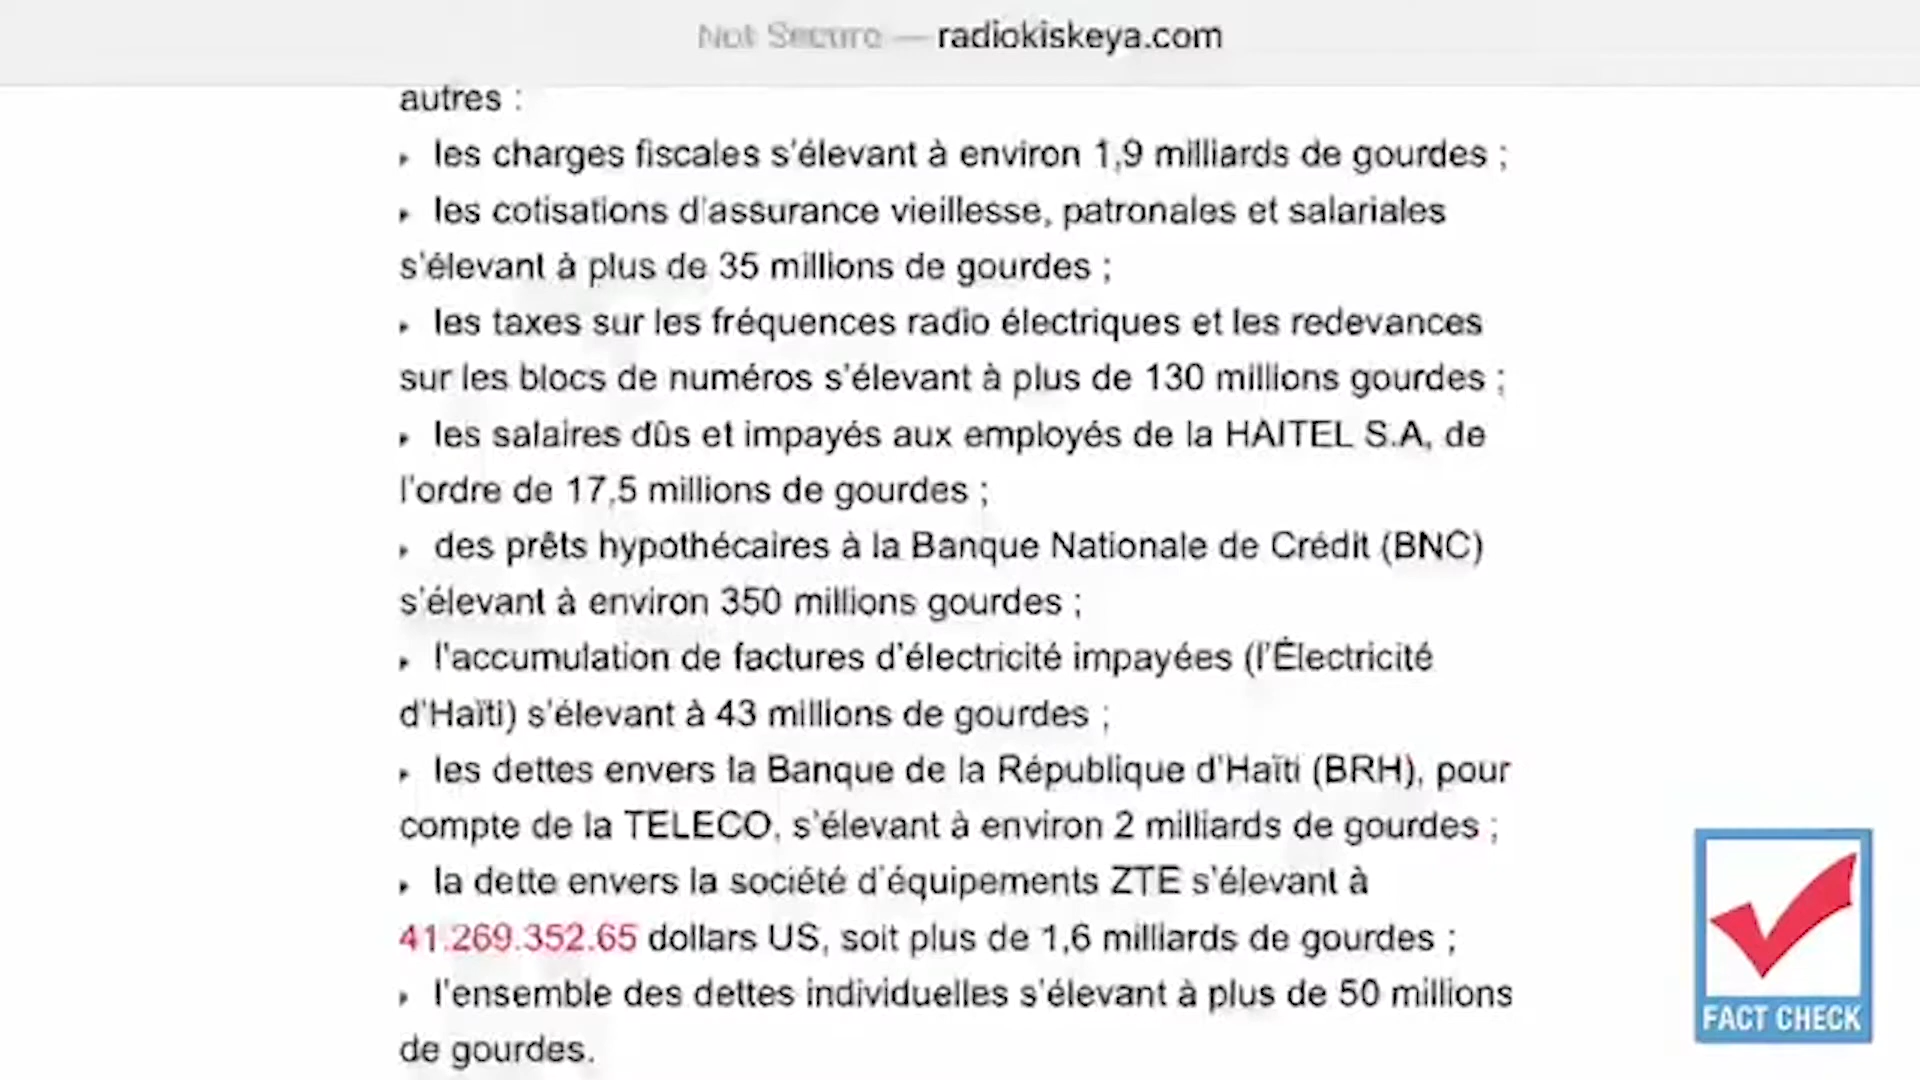 Not Secure — radiokiskeya.com
autres :
les charges fiscales s'élevant à environ 1,9 milliards de gourdes ;
les cotisations d'assurance vieillesse, patronales et salariales
s'élevant à plus de 35 millions de gourdes ;
les taxes sur les fréquences radio électriques et les redevances
sur les blocs de numéros s'élevant à plus de 130 millions gourdes ;
les salaires dûs et impayés aux employés de la HAITEL S.A, de
l'ordre de 17,5 millions de gourdes ;
des prêts hypothécaires à la Banque Nationale de Crédit (BNC)
s'élevant à environ 350 millions gourdes ;
l'accumulation de factures d'électricité impayées (l'Électricité
d'Haïti) s'élevant à 43 millions de gourdes ;
les dettes envers la Banque de la République d'Haïti (BRH), pour
compte de la TELECO, s'élevant à environ 2 milliards de gourdes ;
la dette envers la société d'équipements ZTE s'élevant à
41.269.352.65 dollars US, soit plus de 1,6 milliards de gourdes ;
l'ensemble des dettes individuelles s'élevant à plus de 50 millions
de gourdes.
FACT CHECK